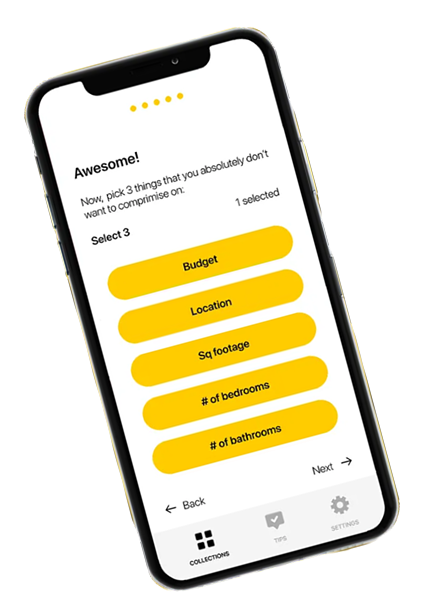 Awesome!
Now, pick 3 things that you absolutely don't
want to comprimise on:
Select 3
1 selected
Budget
Location
Sq footage
# of bedrooms
# of bathrooms
← Back
Next →
COLLECTIONS
TIPS
SETTINGS